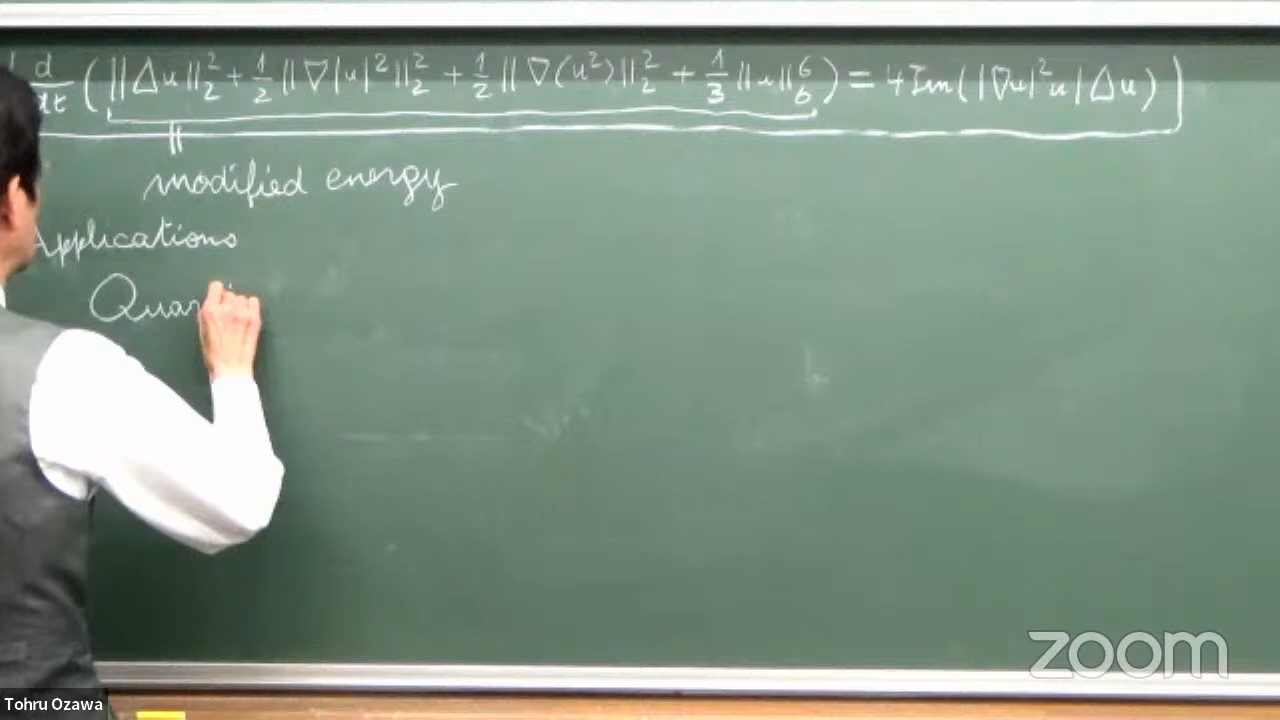 d/dt (‖Δu‖₂² + 1/2 ‖∇|u|²‖₂² + 1/2 ‖∇(u²)‖₂² + 1/3 ‖u‖₆⁶) = 4 Im(|∇u|²u|Δu)
modified energy
Applications
zoom
Tohru Ozawa